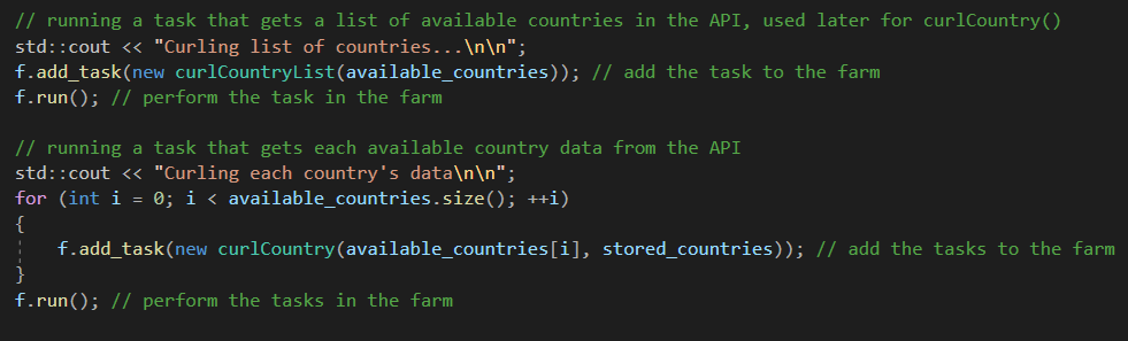 // running a task that gets a list of available countries in the API, used later for curlCountry()
std::cout << "Curling list of countries...\n\n";
f.add_task(new curlCountryList(available_countries)); // add the task to the farm
f.run(); // perform the task in the farm

// running a task that gets each available country data from the API
std::cout << "Curling each country's data\n\n";
for (int i = 0; i < available_countries.size(); ++i)
{
    f.add_task(new curlCountry(available_countries[i], stored_countries)); // add the tasks to the farm
}
f.run(); // perform the tasks in the farm